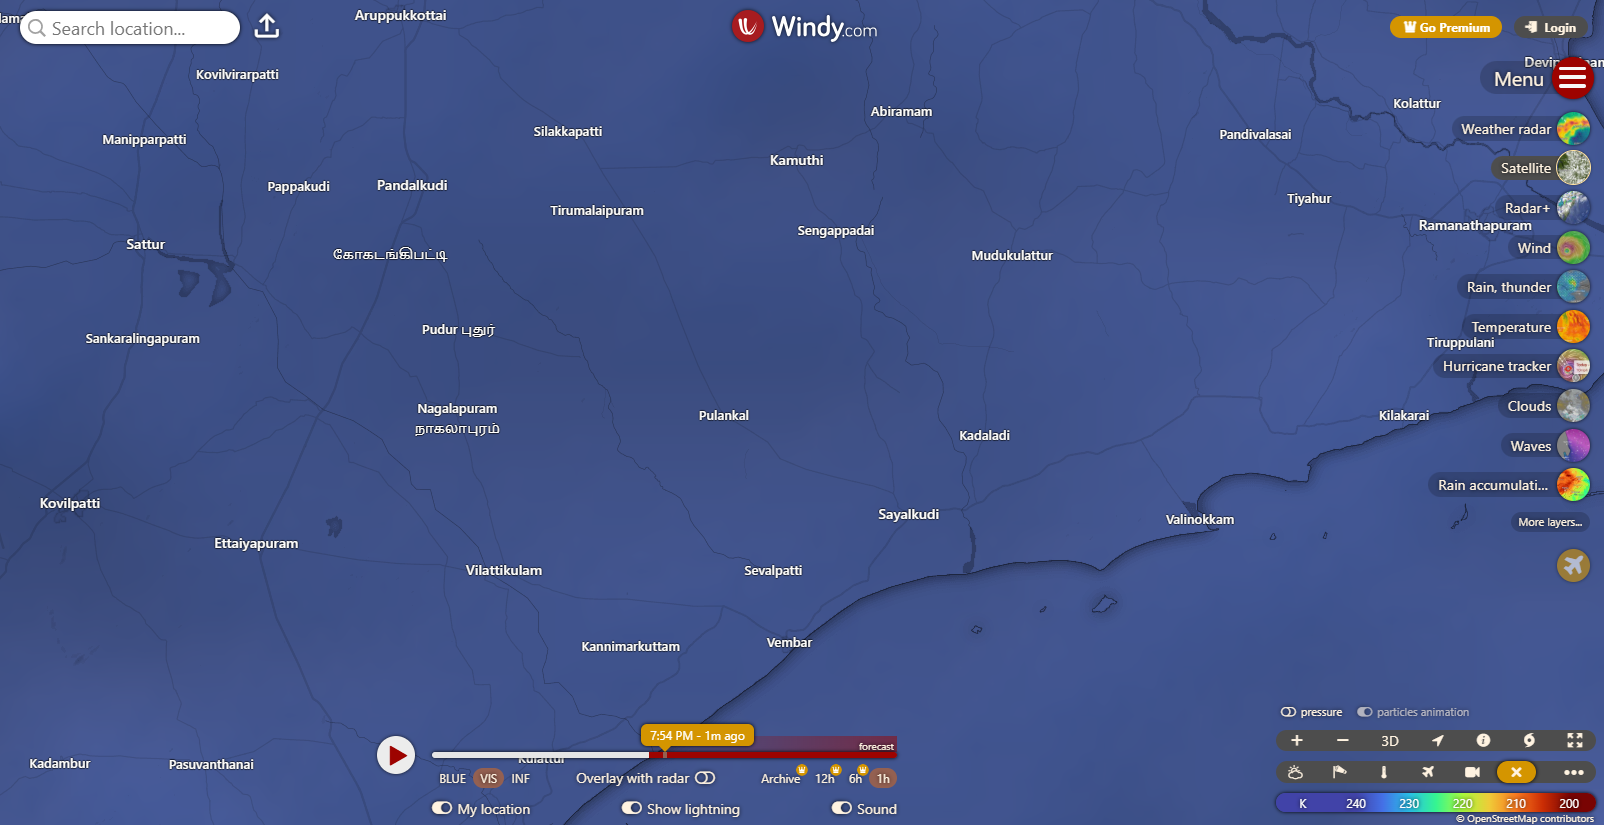 Search location...
Windy.com
Go Premium
Login
Aruppukkottai
Menu
Kovilvirarpatti
Kolattur
Abiramam
Weather radar
Silakkapatti
Pandivalasai
Manipparpatti
Kamuthi
Satellite
Pappakudi
Pandalkudi
Tiyahur
Radar+
Tirumalaipuram
Ramanathapuram
Sengappadai
Sattur
Wind
கோகடங்கிபட்டி
Mudukulattur
Rain, thunder
Temperature
Pudur புதுர்
Sankaralingapuram
Tiruppulani
Hurricane tracker
Clouds
Nagalapuram
நாகலாபுரம்
Pulankal
Kilakarai
Kadaladi
Waves
Rain accumulati...
Kovilpatti
Sayalkudi
Valinokkam
More layers...
Ettaiyapuram
Vilattikulam
Sevalpatti
Vembar
Kannimarkuttam
pressure
particles animation
7:54 PM - 1m ago
forecast
3D
Kadambur
Pasuvanthanai
Kulattur
BLUE VIS INF
Overlay with radar
Archive 12h 6h 1h
My location
Show lightning
Sound
K 240 230 220 210 200
© OpenStreetMap contributors